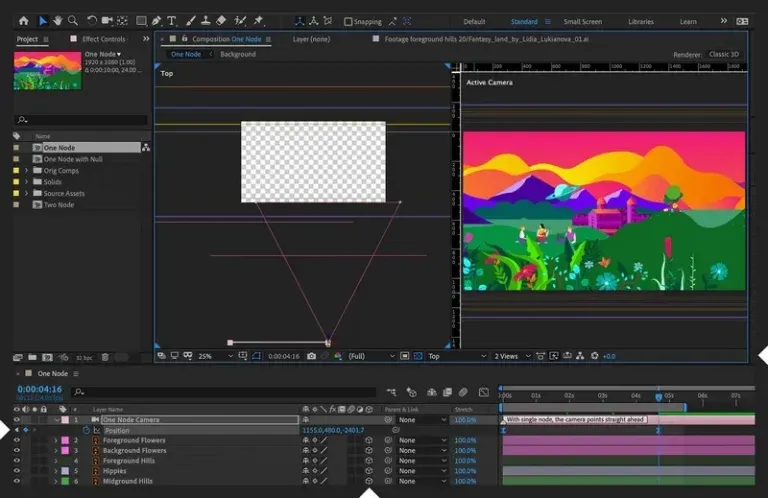 Snapping
Default
Standard
Small Screen
Libraries
Learn
Project
Effect Controls
Composition One Node
Layer (none)
Footage foreground hills 20/Fantasy_land_by_Lidia_Lukianova_01.ai
One Node
Background
Renderer: Classic 3D
One Node
1920 x 1080 (1.00)
Δ 0:00:10:00, 24.00
Top
Active Camera
Name
One Node
One Node with Null
Orig Comps
Solids
Source Assets
Two Node
32 bpc
25%
0:00:04:16
(Full)
Top
2 Views
+0.0
One Node
0:00:04:16
:00s
01s
02s
03s
04s
05s
06s
07s
#
Layer Name
Parent & Link
Stretch
1
One Node Camera
None
100.0%
With single node, the camera points straight ahead
Position
1155.0,480.0,-2401.7
2
Foreground Flowers
None
100.0%
3
Background Flowers
None
100.0%
4
Foreground Hills
None
100.0%
5
Hippies
None
100.0%
6
Midground Hills
None
100.0%